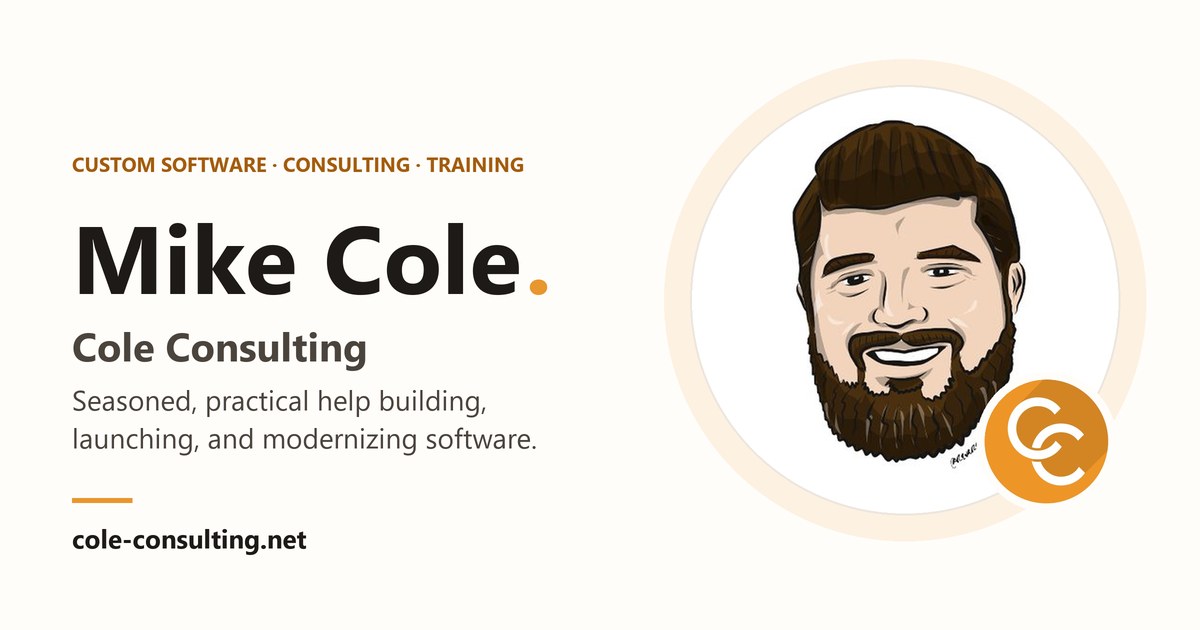 CUSTOM SOFTWARE · CONSULTING · TRAINING
Mike Cole.
Cole Consulting
Seasoned, practical help building,
launching, and modernizing software.
cole-consulting.net
CC